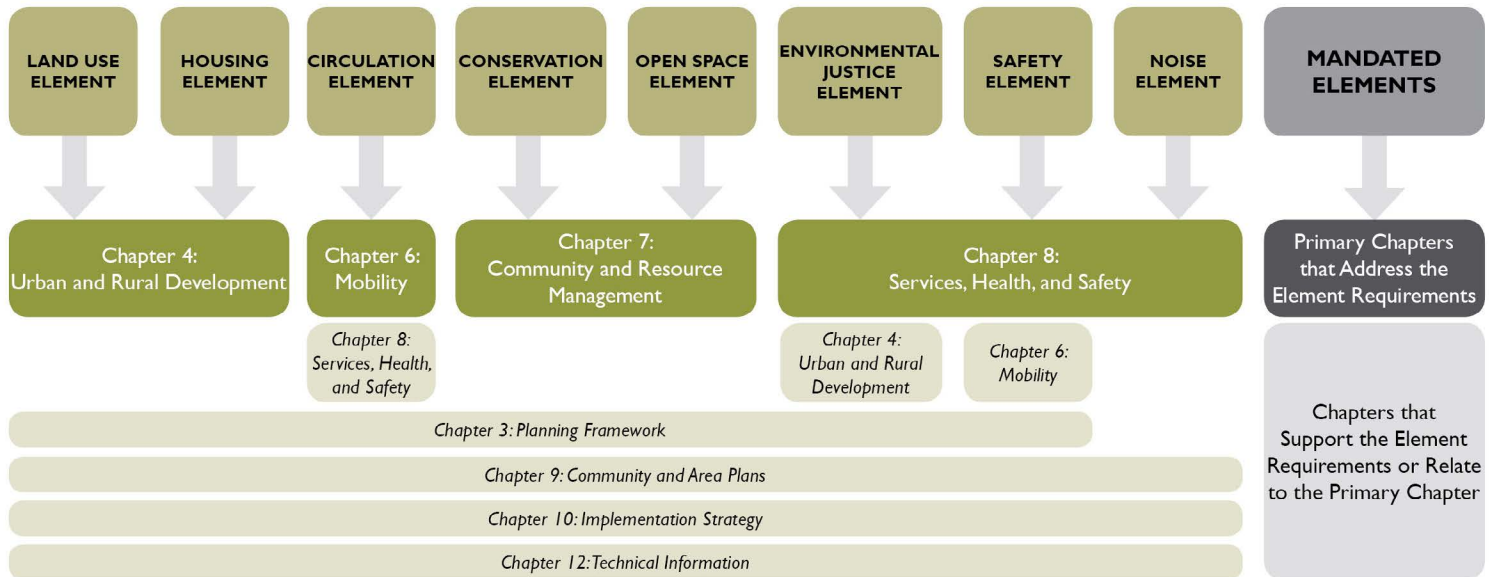 LAND USE
ELEMENT
HOUSING
ELEMENT
CIRCULATION
ELEMENT
CONSERVATION
ELEMENT
OPEN SPACE
ELEMENT
ENVIRONMENTAL
JUSTICE
ELEMENT
SAFETY
ELEMENT
NOISE
ELEMENT
MANDATED
ELEMENTS
Chapter 4:
Urban and Rural Development
Chapter 6:
Mobility
Chapter 7:
Community and Resource
Management
Chapter 8:
Services, Health, and Safety
Primary Chapters
that Address the
Element Requirements
Chapter 8:
Services, Health,
and Safety
Chapter 4:
Urban and Rural
Development
Chapter 6:
Mobility
Chapter 3: Planning Framework
Chapter 9: Community and Area Plans
Chapter 10: Implementation Strategy
Chapter 12: Technical Information
Chapters that
Support the Element
Requirements or Relate
to the Primary Chapter